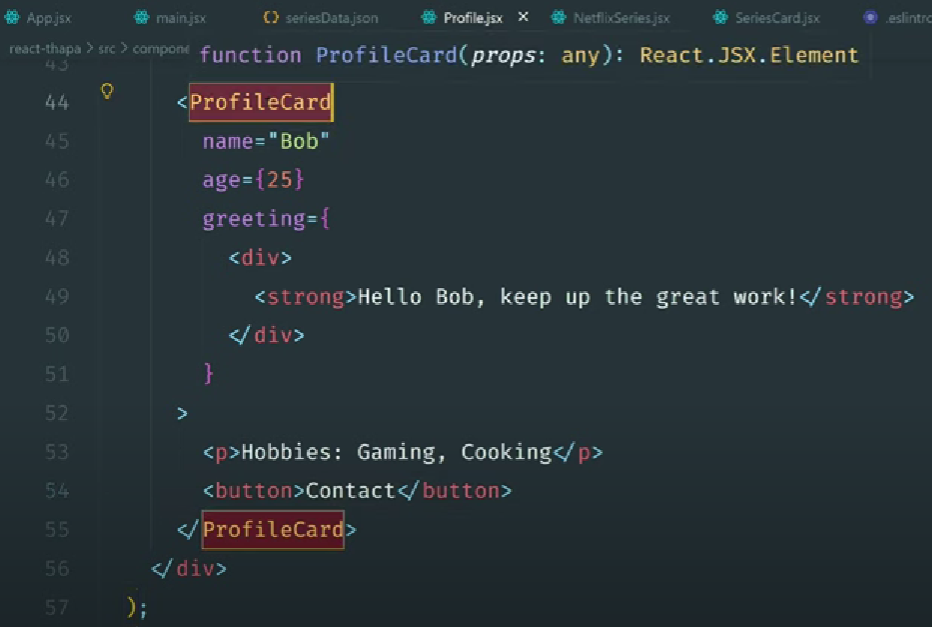 App.jsx main.jsx seriesData.json Profile.jsx × NetflixSeries.jsx SeriesCard.jsx
react-thapa > src >
function ProfileCard(props: any): React.JSX.Element
43
44 <ProfileCard
45 name="Bob"
46 age={25}
47 greeting={
48 <div>
49 <strong>Hello Bob, keep up the great work!</strong>
50 </div>
51 }
52 >
53 <p>Hobbies: Gaming, Cooking</p>
54 <button>Contact</button>
55 </ProfileCard>
56 </div>
57 );